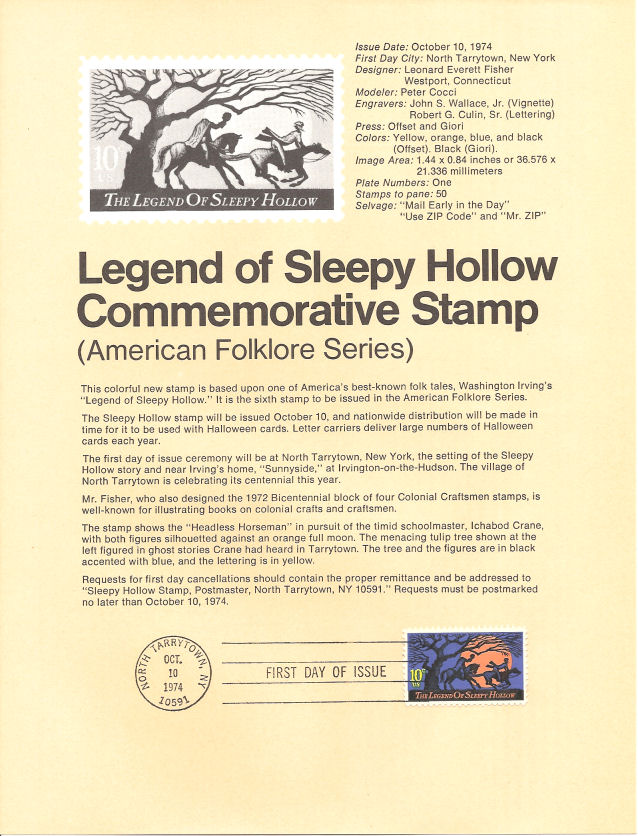 10c
US
THE LEGEND OF SLEEPY HOLLOW
Issue Date: October 10, 1974
First Day City: North Tarrytown, New York
Designer: Leonard Everett Fisher
Westport, Connecticut
Modeler: Peter Cocci
Engravers: John S. Wallace, Jr. (Vignette)
Robert G. Culin, Sr. (Lettering)
Press: Offset and Giori
Colors: Yellow, orange, blue, and black
(Offset). Black (Giori).
Image Area: 1.44 x 0.84 inches or 36.576 x
21.336 millimeters
Plate Numbers: One
Stamps to pane: 50
Selvage: "Mail Early in the Day"
"Use ZIP Code" and "Mr. ZIP"
Legend of Sleepy Hollow
Commemorative Stamp
(American Folklore Series)
This colorful new stamp is based upon one of America's best-known folk tales, Washington Irving's
"Legend of Sleepy Hollow." It is the sixth stamp to be issued in the American Folklore Series.
The Sleepy Hollow stamp will be issued October 10, and nationwide distribution will be made in
time for it to be used with Halloween cards. Letter carriers deliver large numbers of Halloween
cards each year.
The first day of issue ceremony will be at North Tarrytown, New York, the setting of the Sleepy
Hollow story and near Irving's home, "Sunnyside," at Irvington-on-the-Hudson. The village of
North Tarrytown is celebrating its centennial this year.
Mr. Fisher, who also designed the 1972 Bicentennial block of four Colonial Craftsmen stamps, is
well-known for illustrating books on colonial crafts and craftsmen.
The stamp shows the "Headless Horseman" in pursuit of the timid schoolmaster, Ichabod Crane,
with both figures silhouetted against an orange full moon. The menacing tulip tree shown at the
left figured in ghost stories Crane had heard in Tarrytown. The tree and the figures are in black
accented with blue, and the lettering is in yellow.
Requests for first day cancellations should contain the proper remittance and be addressed to
"Sleepy Hollow Stamp, Postmaster, North Tarrytown, NY 10591." Requests must be postmarked
no later than October 10, 1974.
NORTH TARRYTOWN, NY
OCT.
10
1974
10591
FIRST DAY OF ISSUE
10c
US
THE LEGEND OF SLEEPY HOLLOW